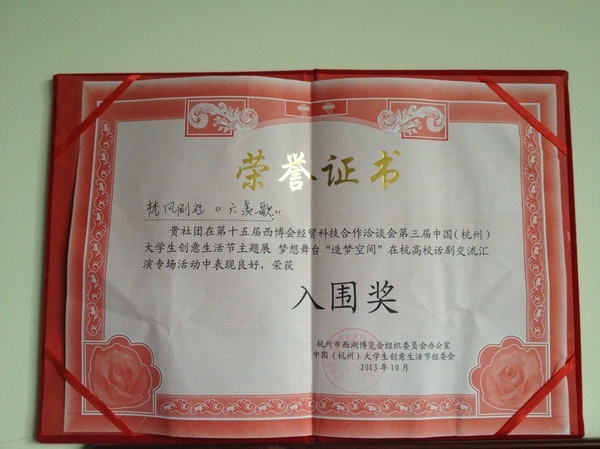 荣誉证书
梵风剧社 “六羡歌”
贵社团在第十五届西博会经贸科技合作洽谈会第三届中国(杭州)
大学生创意生活节主题展 梦想舞台“造梦空间”在杭高校话剧交流汇
演专场活动中表现良好，荣获
入围奖
杭州市西湖博览会组织委员会办公室
中国（杭州）大学生创意生活节组委会
2013年10月